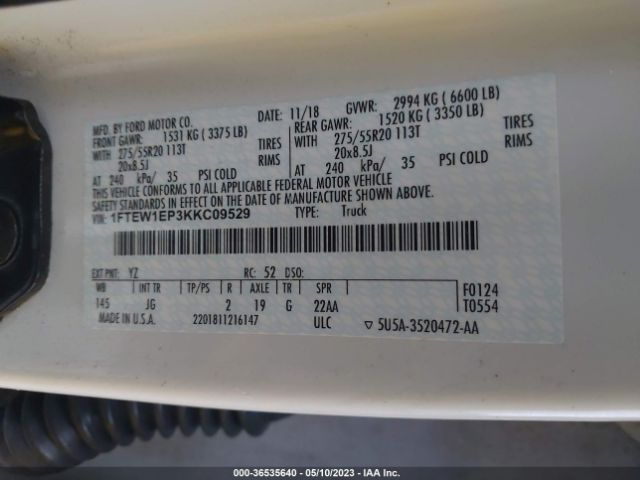 MFD. BY FORD MOTOR CO.
DATE: 11/18 GVWR: 2994 KG ( 6600 LB)
FRONT GAWR: 1531 KG ( 3375 LB)
REAR GAWR: 1520 KG ( 3350 LB)
WITH 275/55R20 113T TIRES
WITH 275/55R20 113T TIRES
20x8.5J RIMS
20x8.5J RIMS
AT 240 kPa/ 35 PSI COLD
AT 240 kPa/ 35 PSI COLD
THIS VEHICLE CONFORMS TO ALL APPLICABLE FEDERAL MOTOR VEHICLE
SAFETY STANDARDS IN EFFECT ON THE DATE OF MANUFACTURE SHOWN ABOVE.
VIN: 1FTEW1EP3KKC09529 TYPE: Truck
EXT PNT: YZ RC: 52 DSO:
WB INT TR TP/PS R AXLE TR SPR
145 JG 2 19 G 22AA
F0124
T0554
MADE IN U.S.A. 2201811216147 ULC ▽ 5U5A-3520472-AA
000-36535640 - 05/10/2023 - IAA Inc.